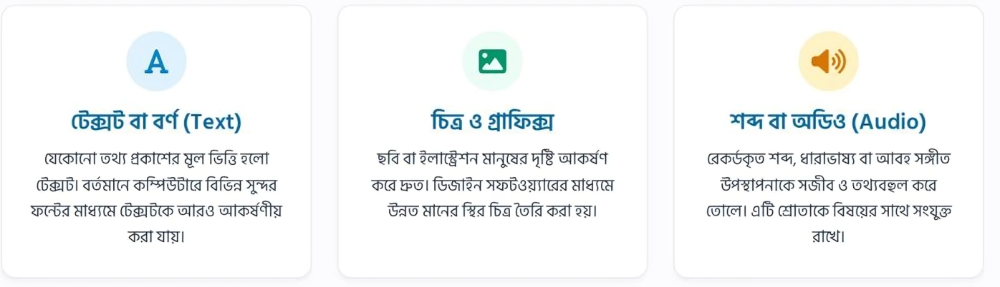 টেক্সট বা বর্ণ (Text)
যেকোনো তথ্য প্রকাশের মূল ভিত্তি হলো
টেক্সট। বর্তমানে কম্পিউটারে বিভিন্ন সুন্দর
ফন্টের মাধ্যমে টেক্সটকে আরও আকর্ষণীয়
করা যায়।
চিত্র ও গ্রাফিক্স
ছবি বা ইলাস্ট্রেশন মানুষের দৃষ্টি আকর্ষণ
করে দ্রুত। ডিজাইন সফটওয়্যারের মাধ্যমে
উন্নত মানের স্থির চিত্র তৈরি করা হয়।
শব্দ বা অডিও (Audio)
রেকর্ডকৃত শব্দ, ধারাভাষ্য বা আবহ সঙ্গীত
উপস্থাপনাকে সজীব ও তথ্যবহুল করে
তোলে। এটি শ্রোতাকে বিষয়ের সাথে সংযুক্ত
রাখে।